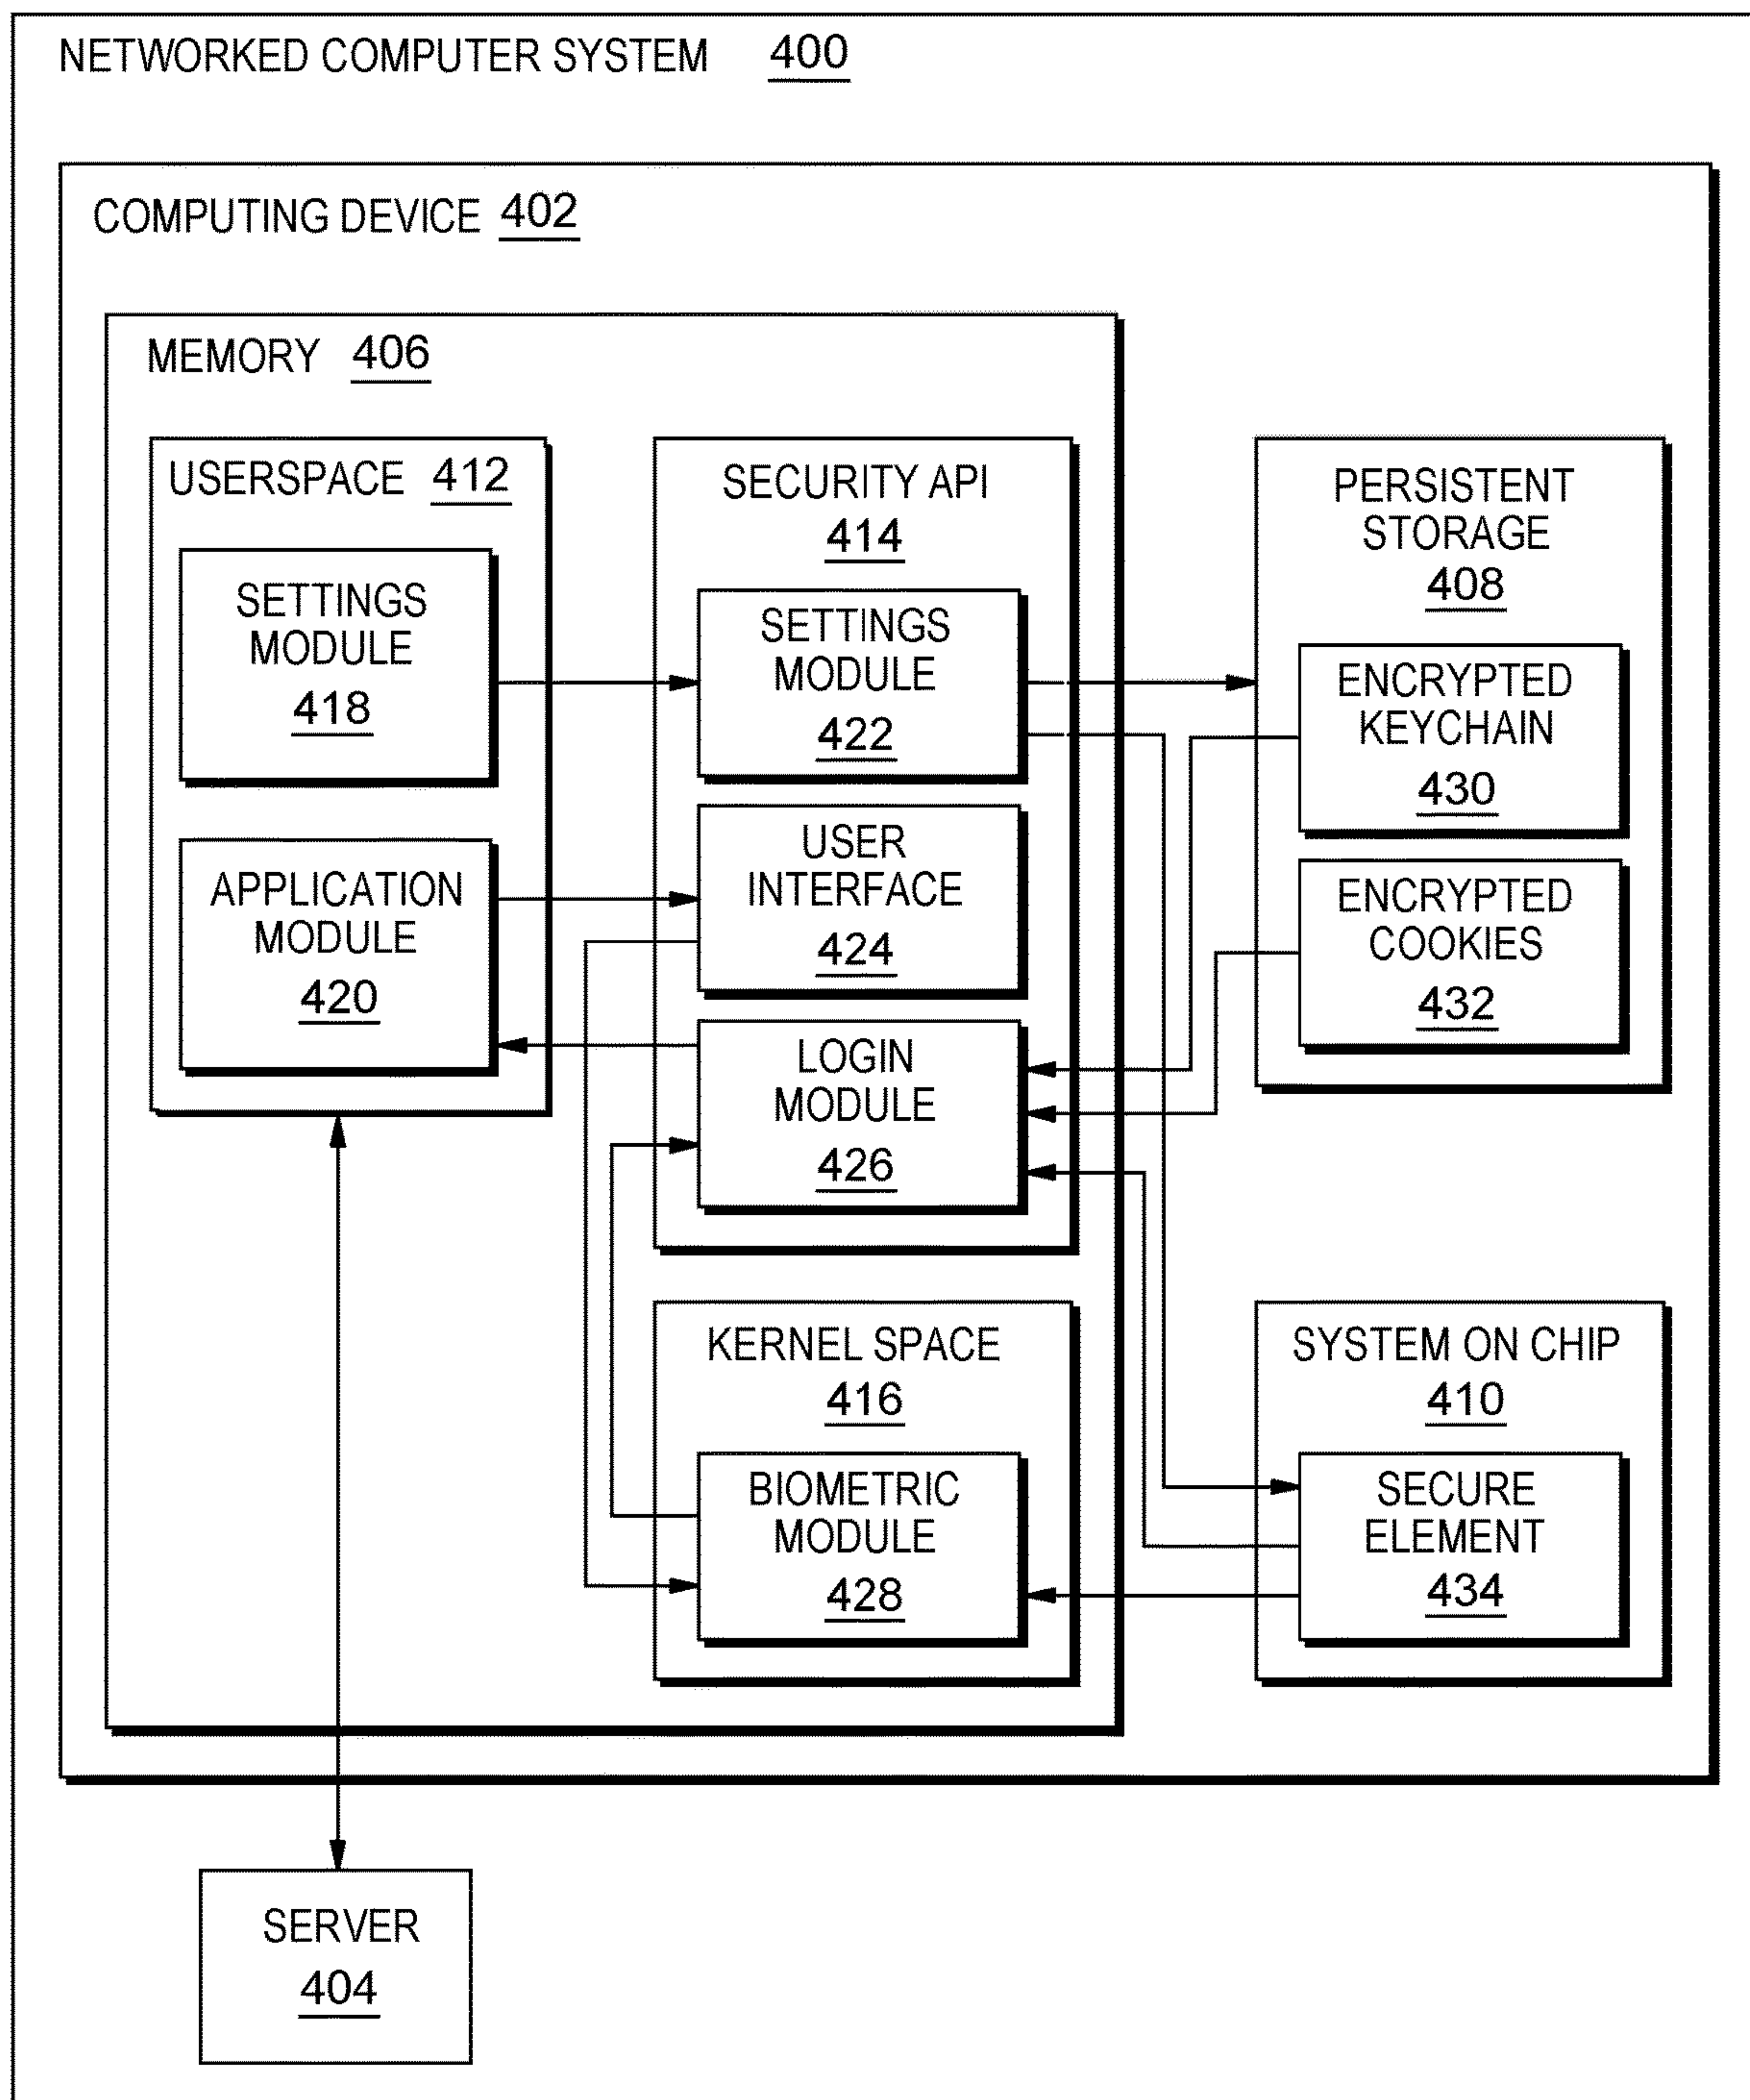 NETWORKED COMPUTER SYSTEM 400
COMPUTING DEVICE 402
MEMORY 406
USERSPACE 412
SETTINGS
MODULE
418
APPLICATION
MODULE
420
SECURITY API
414
SETTINGS
MODULE
422
USER
INTERFACE
424
LOGIN
MODULE
426
KERNEL SPACE
416
BIOMETRIC
MODULE
428
PERSISTENT
STORAGE
408
ENCRYPTED
KEYCHAIN
430
ENCRYPTED
COOKIES
432
SYSTEM ON CHIP
410
SECURE
ELEMENT
434
SERVER
404